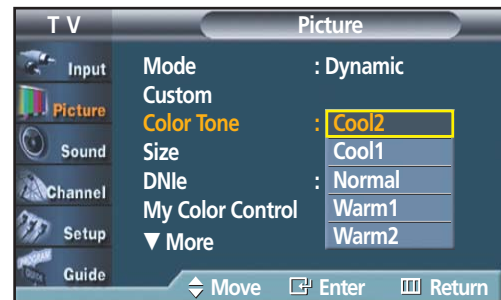 T V
Picture
Input
Picture
Sound
Channel
Setup
Guide
Mode : Dynamic
Custom
Color Tone : Cool2
Size Cool1
DNIe : Normal
My Color Control Warm1
▼ More Warm2
Move Enter Return